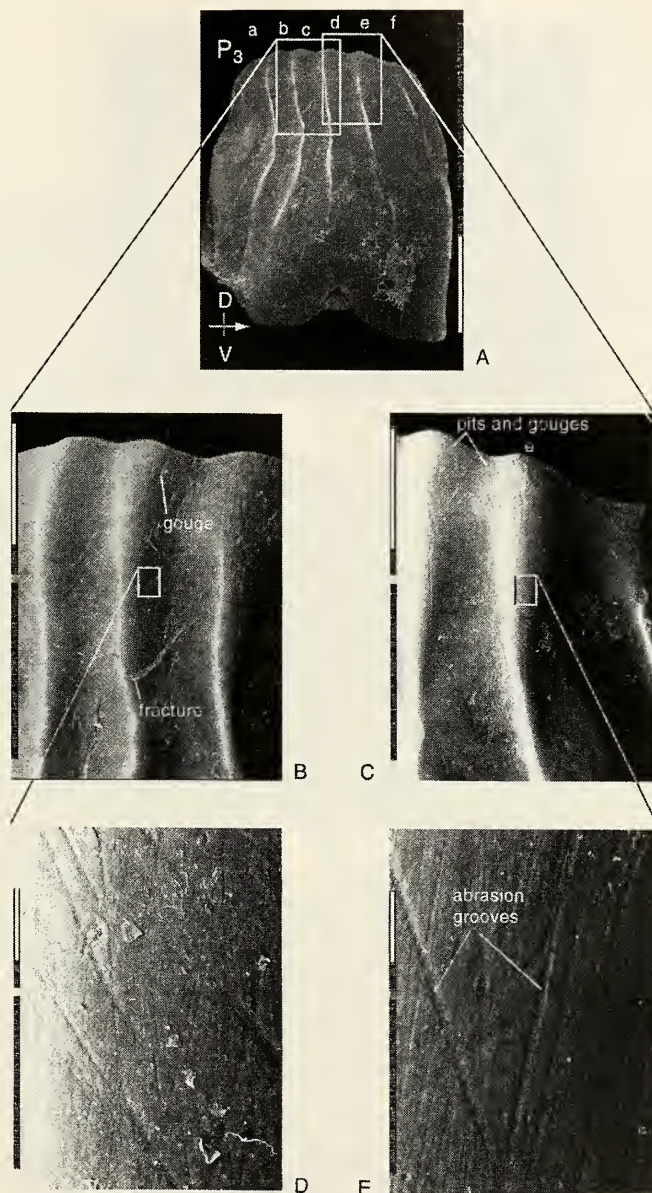 a b c d e f
P3
D
V
A
gouge
fracture
B
pits and gouges
e
C
D
abrasion
grooves
E